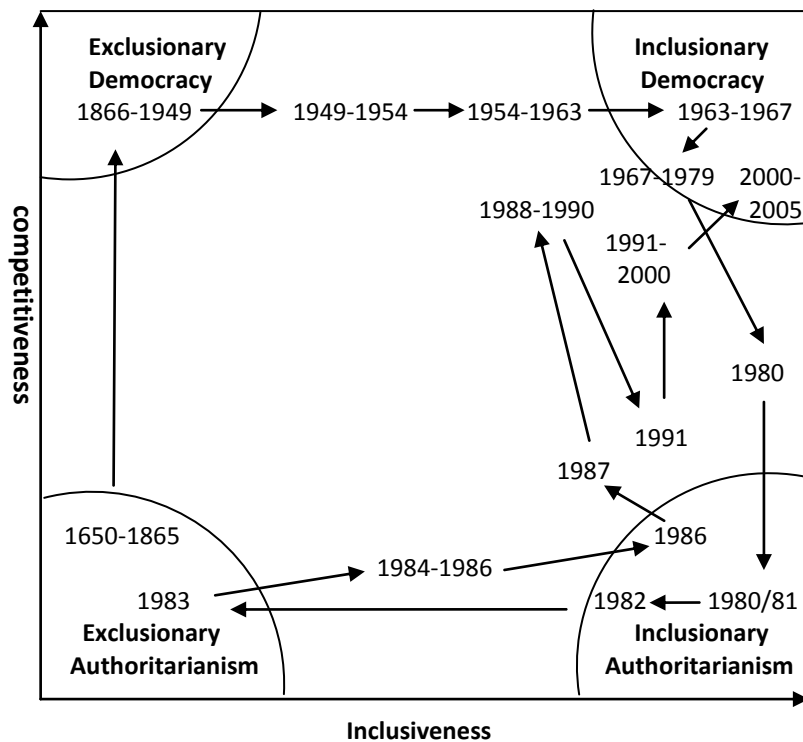 Exclusionary
Democracy
1866-1949
1949-1954
1954-1963
Inclusionary
Democracy
1963-1967
1967-1979
2000-
2005
1988-1990
1991-
2000
competitiveness
1980
1991
1987
1650-1865
1986
1984-1986
1983
1982
1980/81
Exclusionary
Authoritarianism
Inclusionary
Authoritarianism
Inclusiveness